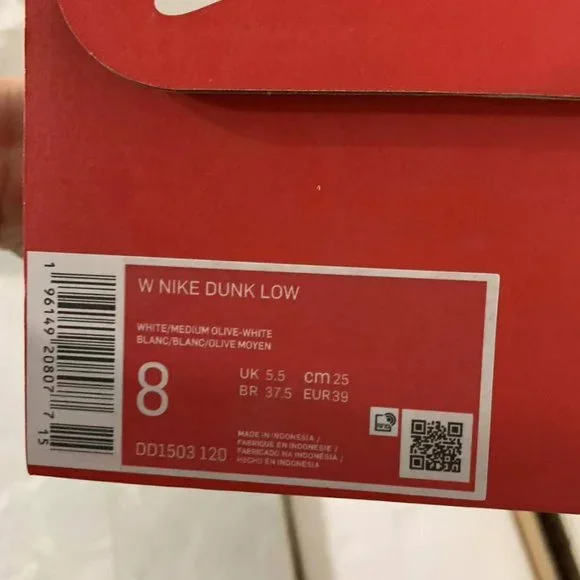 W NIKE DUNK LOW
WHITE/MEDIUM OLIVE-WHITE
BLANC/BLANC/OLIVE MOYEN
8
UK 5.5 cm 25
BR 37.5 EUR 39
DD1503 120
MADE IN INDONESIA /
FABRIQUE EN INDONESIE /
FABRICADO NA INDONÉSIA /
HECHO EN INDONESIA
RFID
1 96149 20807 7 15